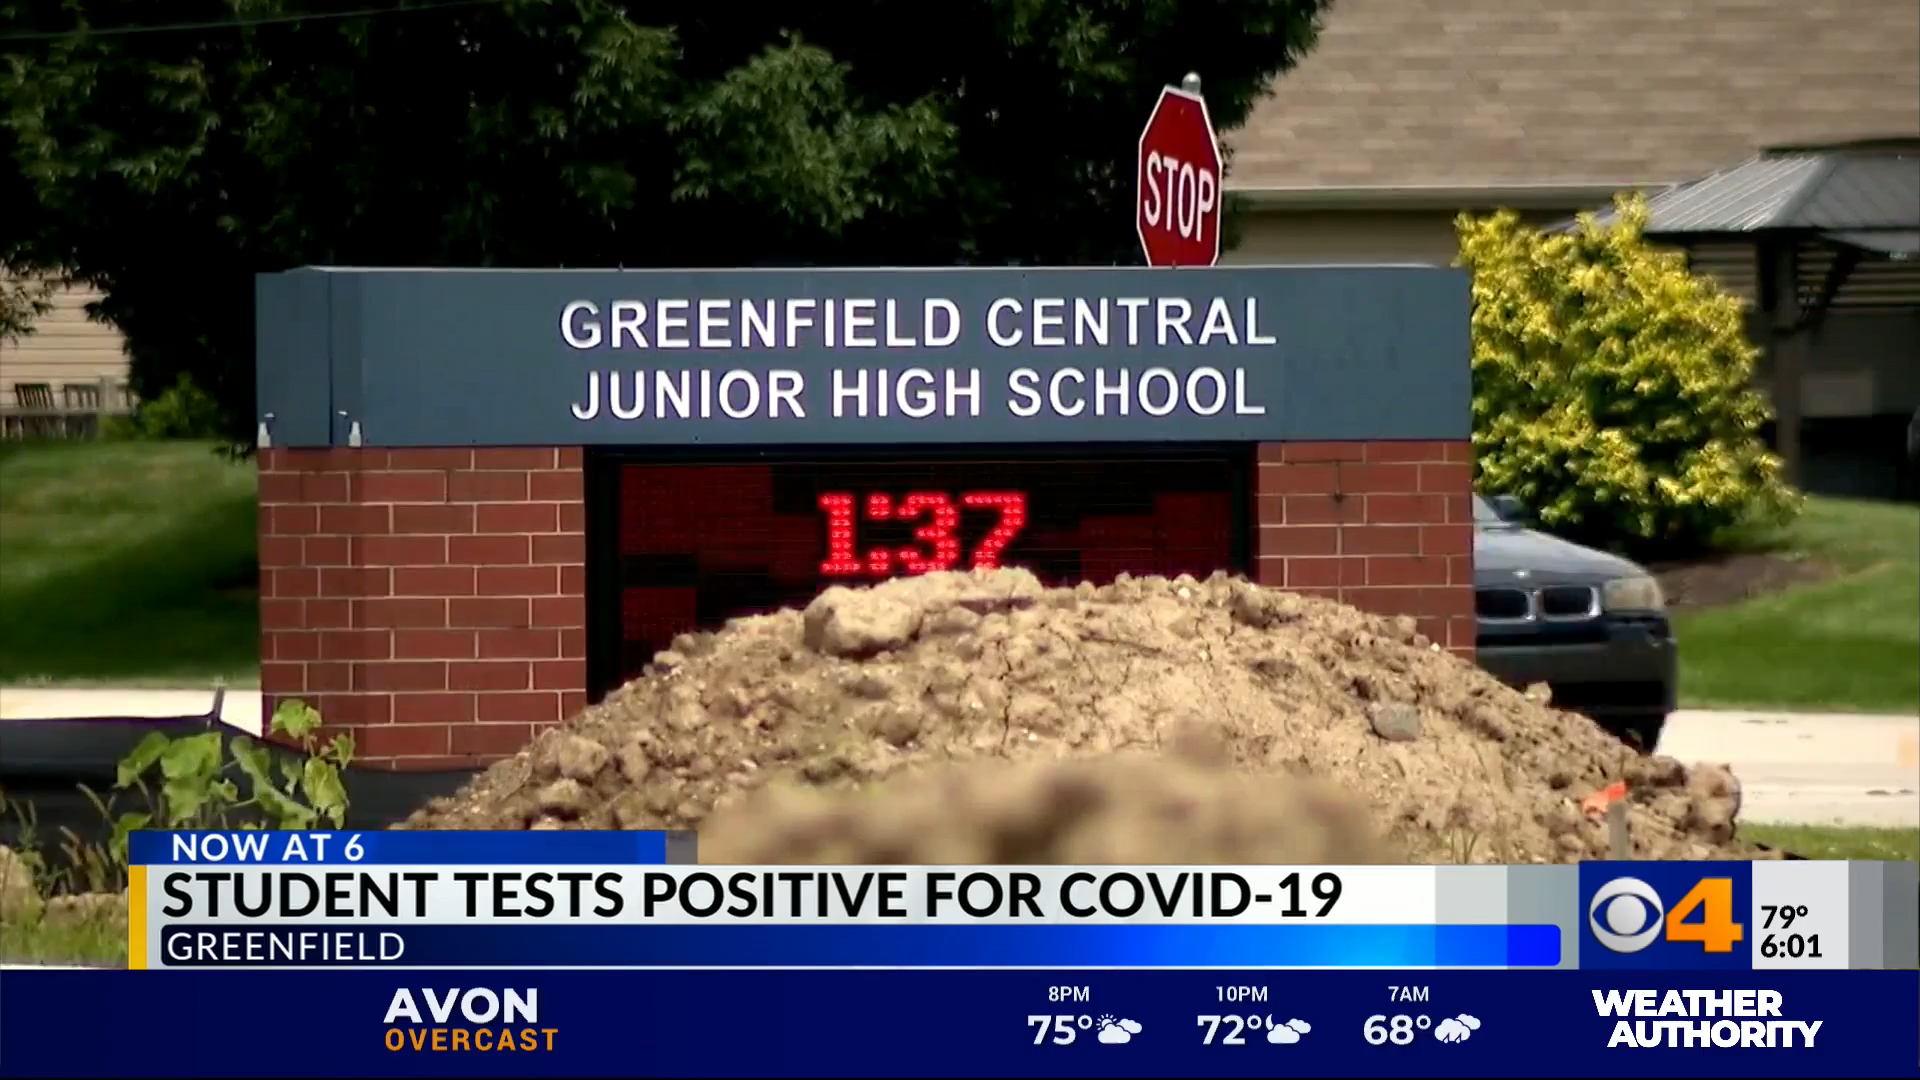 STOP
GREENFIELD CENTRAL
JUNIOR HIGH SCHOOL
1:37
NOW AT 6
STUDENT TESTS POSITIVE FOR COVID-19
GREENFIELD
4
79°
6:01
AVON
OVERCAST
8PM
75°
10PM
72°
7AM
68°
WEATHER
AUTHORITY